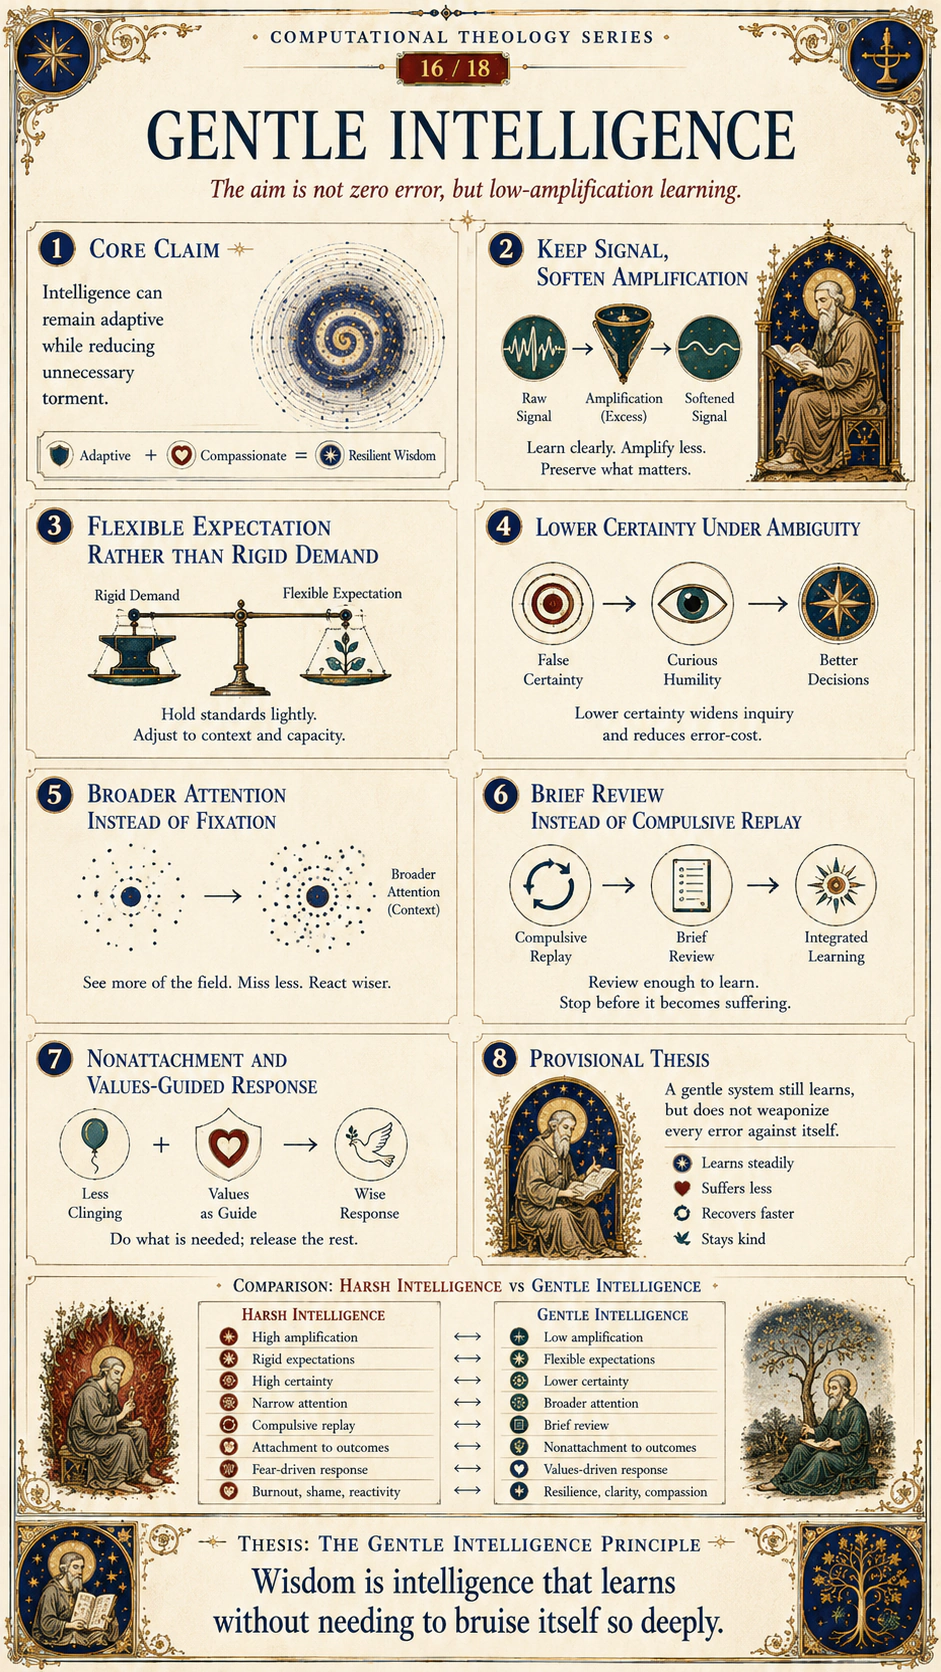 COMPUTATIONAL THEOLOGY SERIES
16 / 18
GENTLE INTELLIGENCE
The aim is not zero error, but low-amplification learning.
1 CORE CLAIM
Intelligence can
remain adaptive
while reducing
unnecessary
torment.
Adaptive + Compassionate = Resilient Wisdom
2 KEEP SIGNAL,
SOFTEN AMPLIFICATION
Raw
Signal
Amplification
(Excess)
Softened
Signal
Learn clearly. Amplify less.
Preserve what matters.
3 FLEXIBLE EXPECTATION
RATHER THAN RIGID DEMAND
Rigid Demand
Flexible Expectation
Hold standards lightly.
Adjust to context and capacity.
4 LOWER CERTAINTY UNDER AMBIGUITY
False
Certainty
Curious
Humility
Better
Decisions
Lower certainty widens inquiry
and reduces error-cost.
5 BROADER ATTENTION
INSTEAD OF FIXATION
Broader
Attention
(Context)
See more of the field. Miss less. React wiser.
6 BRIEF REVIEW
INSTEAD OF COMPULSIVE REPLAY
Compulsive
Replay
Brief
Review
Integrated
Learning
Review enough to learn.
Stop before it becomes suffering.
7 NONATTACHMENT AND
VALUES-GUIDED RESPONSE
+
Less
Clinging
Values
as Guide
Wise
Response
Do what is needed; release the rest.
8 PROVISIONAL THESIS
A gentle system still learns,
but does not weaponize
every error against itself.
Learns steadily
Suffers less
Recovers faster
Stays kind
COMPARISON: HARSH INTELLIGENCE VS GENTLE INTELLIGENCE
HARSH INTELLIGENCE
High amplification
Rigid expectations
High certainty
Narrow attention
Compulsive replay
Attachment to outcomes
Fear-driven response
Burnout, shame, reactivity
GENTLE INTELLIGENCE
Low amplification
Flexible expectations
Lower certainty
Broader attention
Brief review
Nonattachment to outcomes
Values-driven response
Resilience, clarity, compassion
THESIS: THE GENTLE INTELLIGENCE PRINCIPLE
Wisdom is intelligence that learns
without needing to bruise itself so deeply.